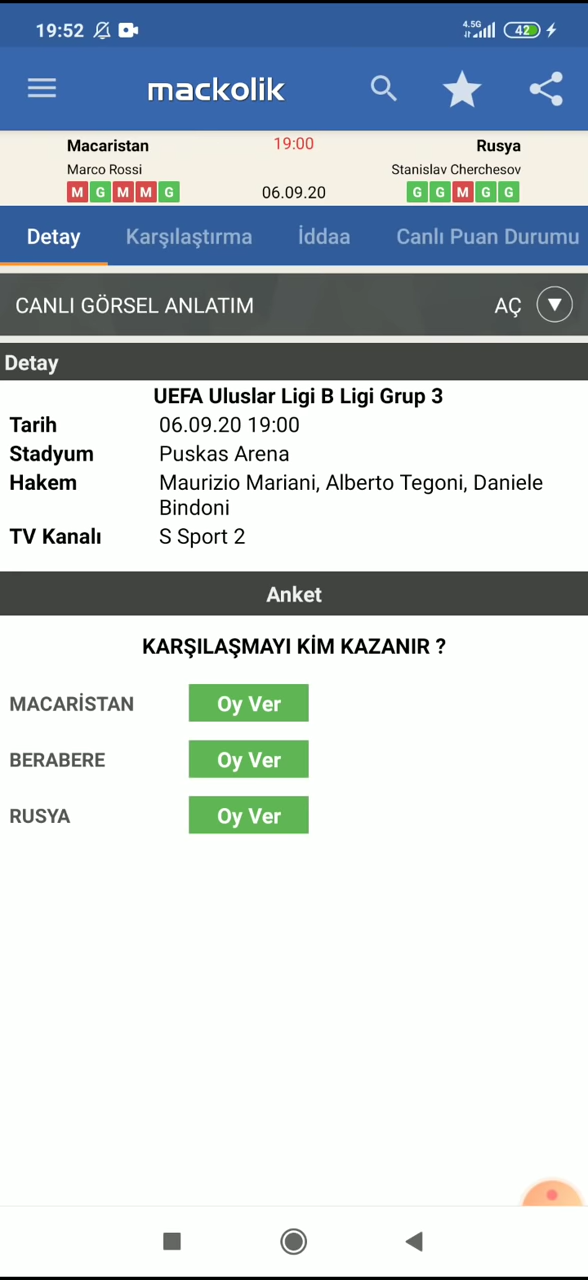 19:52 4.5G 42
mackolik
Macaristan 19:00 Rusya
Marco Rossi Stanislav Cherchesov
M G M M G 06.09.20 G G M G G
Detay Karşılaştırma İddaa Canlı Puan Durumu
CANLI GÖRSEL ANLATIM AÇ
Detay
UEFA Uluslar Ligi B Ligi Grup 3
Tarih 06.09.20 19:00
Stadyum Puskas Arena
Hakem Maurizio Mariani, Alberto Tegoni, Daniele
Bindoni
TV Kanalı S Sport 2
Anket
KARŞILAŞMAYI KİM KAZANIR ?
MACARİSTAN Oy Ver
BERABERE Oy Ver
RUSYA Oy Ver